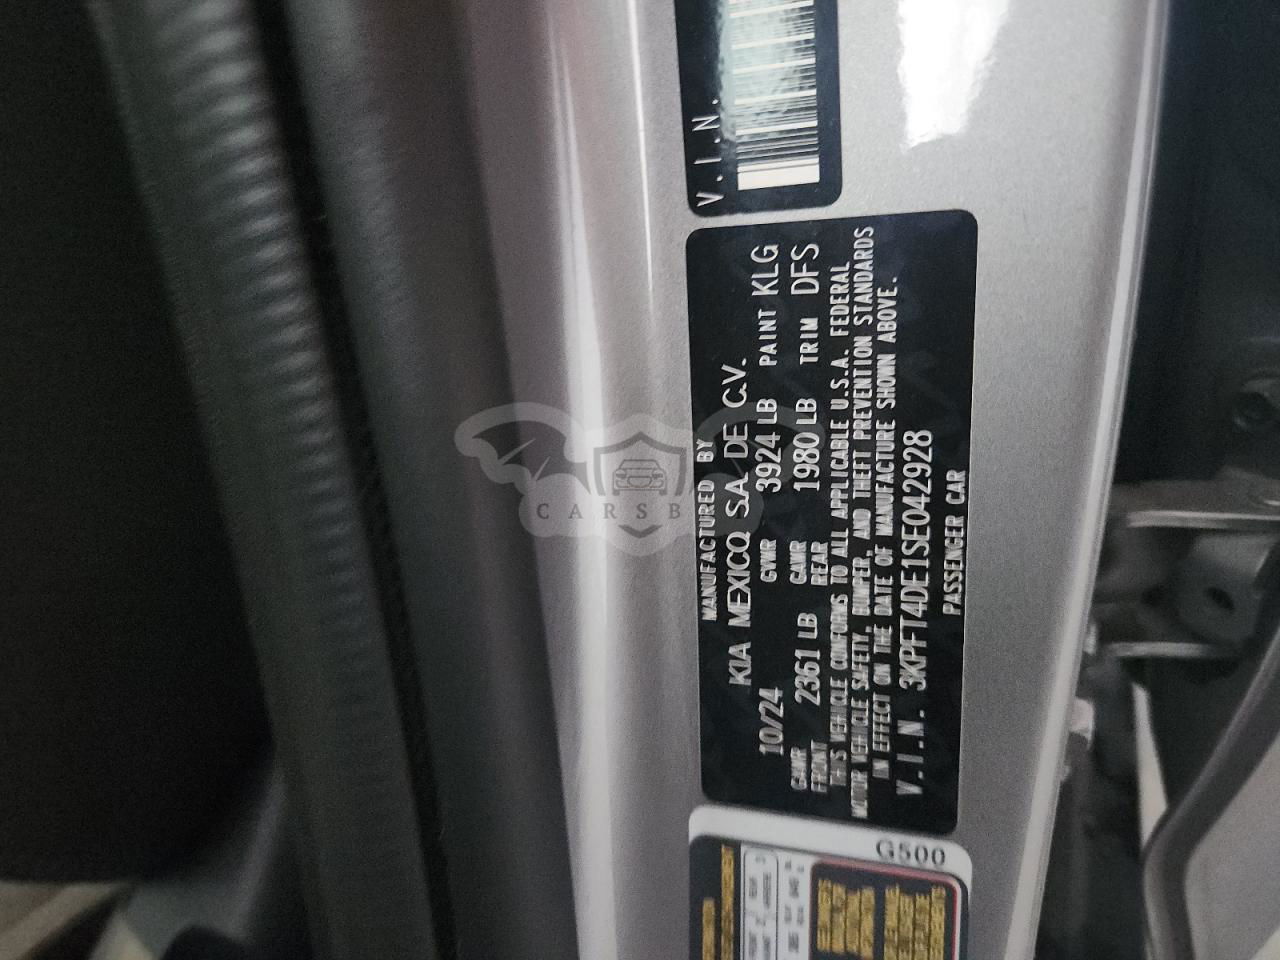 V.I.N.
MANUFACTURED BY
KIA MEXICO, S.A. DE C.V.
10/24 GVWR 3924 LB PAINT KLG
GAWR FRONT 2361 LB GAWR REAR 1980 LB TRIM DFS
THIS VEHICLE CONFORMS TO ALL APPLICABLE U.S.A. FEDERAL
MOTOR VEHICLE SAFETY, BUMPER, AND THEFT PREVENTION STANDARDS
IN EFFECT ON THE DATE OF MANUFACTURE SHOWN ABOVE.
V.I.N. 3KPFT4DE1SE042928
PASSENGER CAR
G500